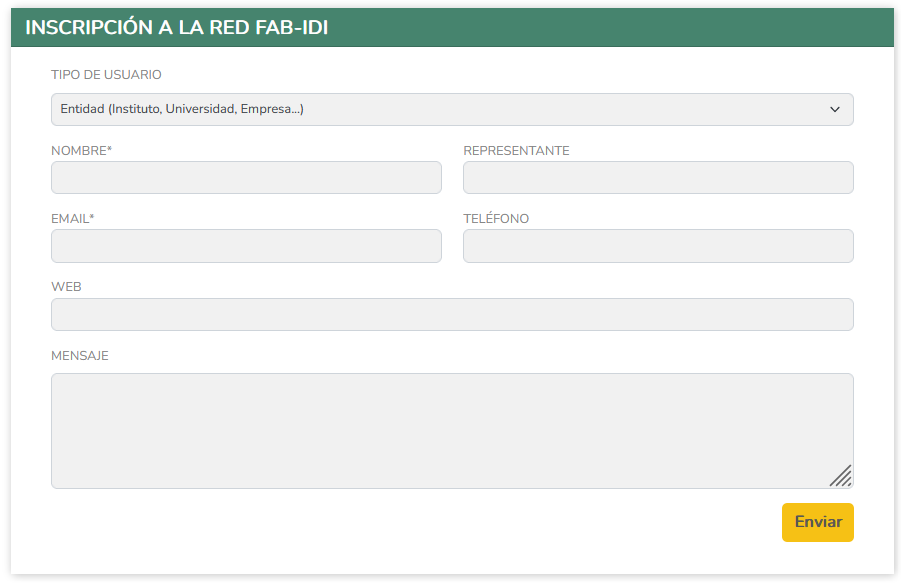 INSCRIPCIÓN A LA RED FAB-IDI
TIPO DE USUARIO
Entidad (Instituto, Universidad, Empresa...)
NOMBRE*
REPRESENTANTE
EMAIL*
TELÉFONO
WEB
MENSAJE
Enviar